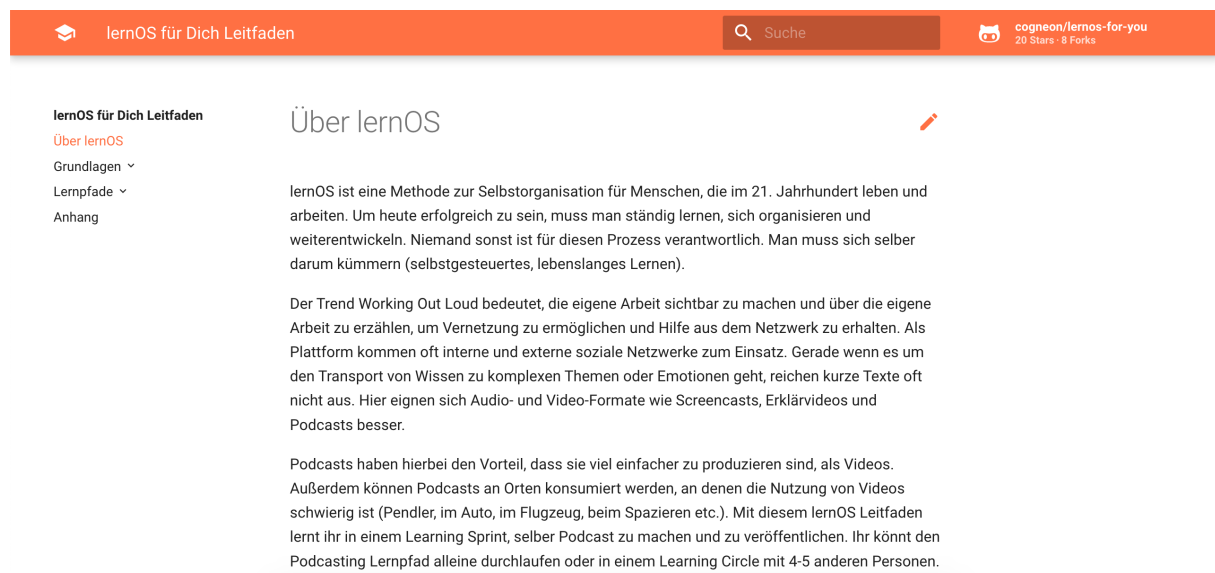 lernOS für Dich Leitfaden
Suche
cogneon/lernos-for-you
20 Stars · 8 Forks
lernOS für Dich Leitfaden
Über lernOS
Grundlagen
Lernpfade
Anhang
Über lernOS
lernOS ist eine Methode zur Selbstorganisation für Menschen, die im 21. Jahrhundert leben und
arbeiten. Um heute erfolgreich zu sein, muss man ständig lernen, sich organisieren und
weiterentwickeln. Niemand sonst ist für diesen Prozess verantwortlich. Man muss sich selber
darum kümmern (selbstgesteuertes, lebenslanges Lernen).
Der Trend Working Out Loud bedeutet, die eigene Arbeit sichtbar zu machen und über die eigene
Arbeit zu erzählen, um Vernetzung zu ermöglichen und Hilfe aus dem Netzwerk zu erhalten. Als
Plattform kommen oft interne und externe soziale Netzwerke zum Einsatz. Gerade wenn es um
den Transport von Wissen zu komplexen Themen oder Emotionen geht, reichen kurze Texte oft
nicht aus. Hier eignen sich Audio- und Video-Formate wie Screencasts, Erklärvideos und
Podcasts besser.
Podcasts haben hierbei den Vorteil, dass sie viel einfacher zu produzieren sind, als Videos.
Außerdem können Podcasts an Orten konsumiert werden, an denen die Nutzung von Videos
schwierig ist (Pendler, im Auto, im Flugzeug, beim Spazieren etc.). Mit diesem lernOS Leitfaden
lernt ihr in einem Learning Sprint, selber Podcast zu machen und zu veröffentlichen. Ihr könnt den
Podcasting Lernpfad alleine durchlaufen oder in einem Learning Circle mit 4-5 anderen Personen.